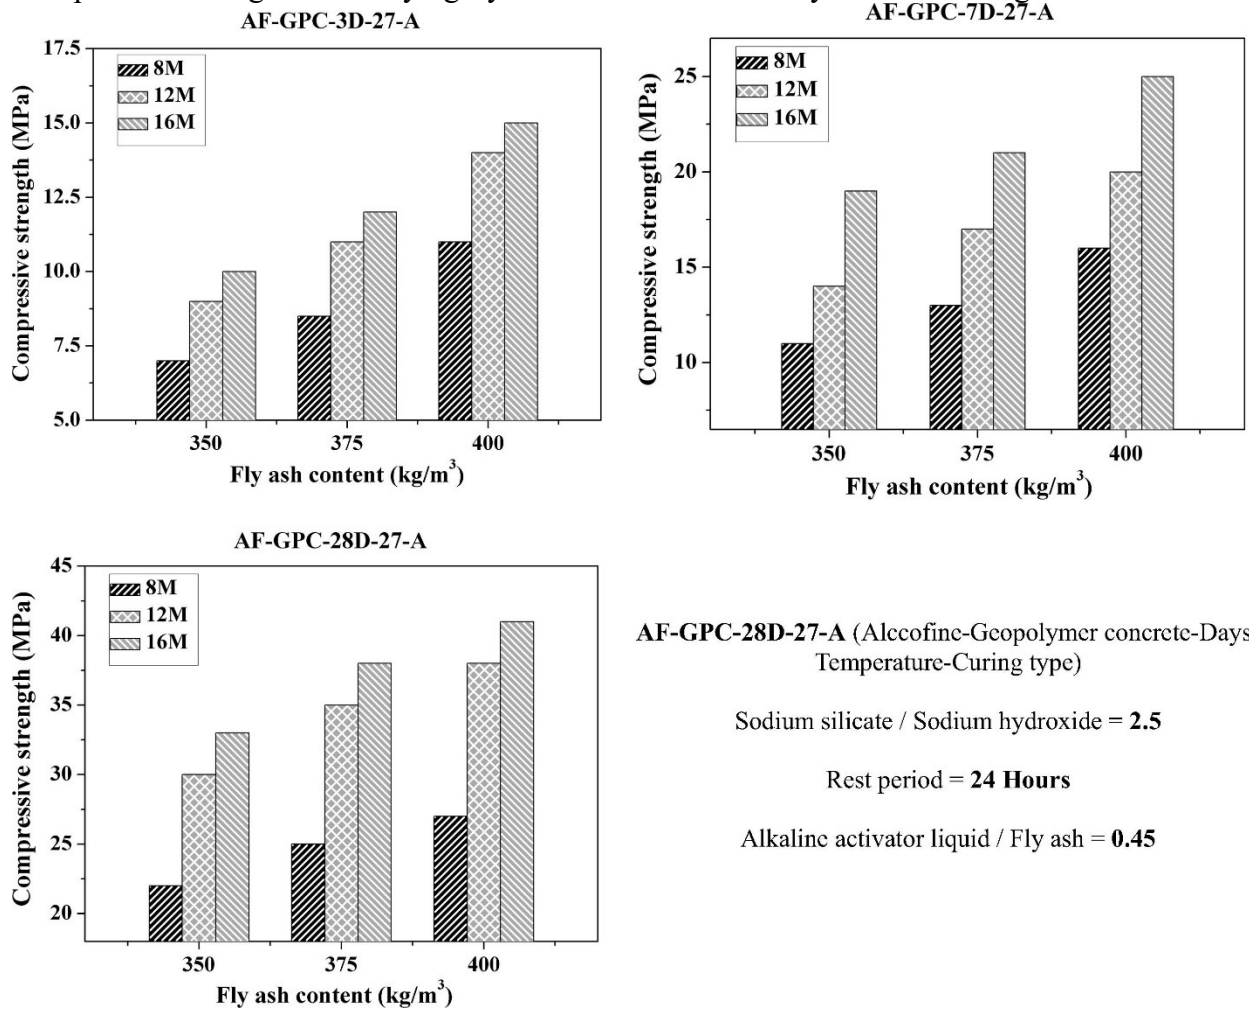 AF-GPC-3D-27-A
17.5
15.0
12.5
10.0
7.5
5.0
Compressive strength (MPa)
8M
12M
16M
350
375
400
Fly ash content (kg/m³)
AF-GPC-7D-27-A
25
20
15
10
Compressive strength (MPa)
8M
12M
16M
350
375
400
Fly ash content (kg/m³)
AF-GPC-28D-27-A
45
40
35
30
25
20
Compressive strength (MPa)
8M
12M
16M
350
375
400
Fly ash content (kg/m³)
AF-GPC-28D-27-A (Alccofine-Geopolymer concrete-Days
Temperature-Curing type)
Sodium silicate / Sodium hydroxide = 2.5
Rest period = 24 Hours
Alkaline activator liquid / Fly ash = 0.45